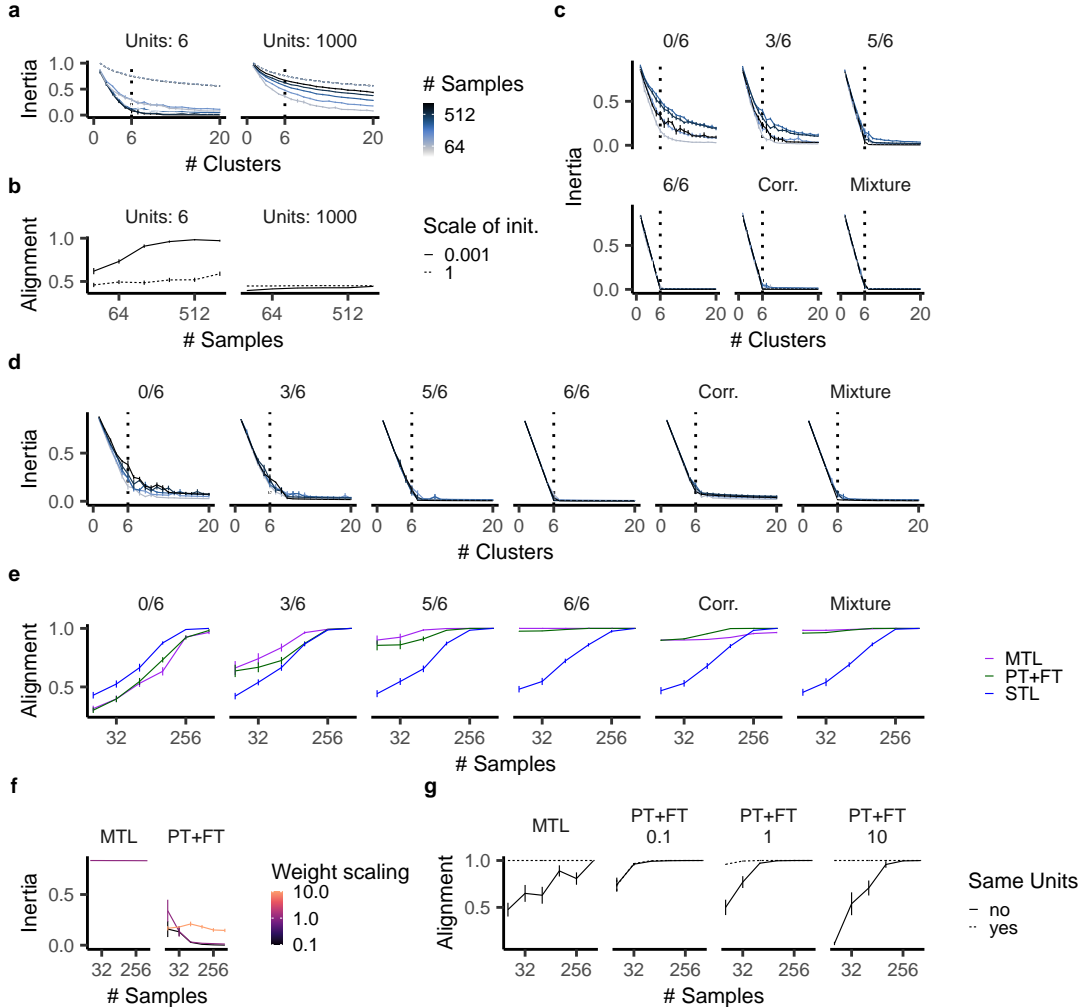 a
Units: 6
Units: 1000
Inertia
1.0
0.5
0.0
0 6 20
0 6 20
# Clusters
# Samples
512
64
b
Units: 6
Units: 1000
Alignment
1.0
0.5
64 512
64 512
# Samples
Scale of init.
0.001
1
c
0/6 3/6 5/6
Inertia
0.5
0.0
6/6 Corr. Mixture
0.5
0.0
0 6 20
0 6 20
0 6 20
# Clusters
d
0/6 3/6 5/6 6/6 Corr. Mixture
Inertia
0.5
0.0
0 6 20
0 6 20
0 6 20
0 6 20
0 6 20
0 6 20
# Clusters
e
0/6 3/6 5/6 6/6 Corr. Mixture
Alignment
1.0
0.5
32 256
32 256
32 256
32 256
32 256
32 256
# Samples
MTL
PT+FT
STL
f
MTL PT+FT
Inertia
0.5
0.0
32 256
32 256
# Samples
Weight scaling
10.0
1.0
0.1
g
MTL
PT+FT
0.1
PT+FT
1
PT+FT
10
Alignment
1.0
0.5
32 256
32 256
32 256
32 256
# Samples
Same Units
no
yes